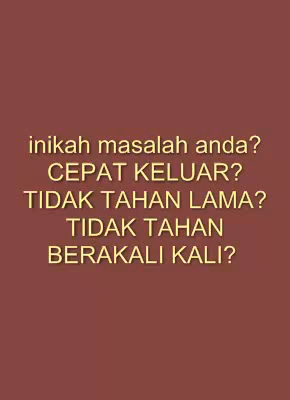 inikah masalah anda?
CEPAT KELUAR?
TIDAK TAHAN LAMA?
TIDAK TAHAN
BERAKALI KALI?